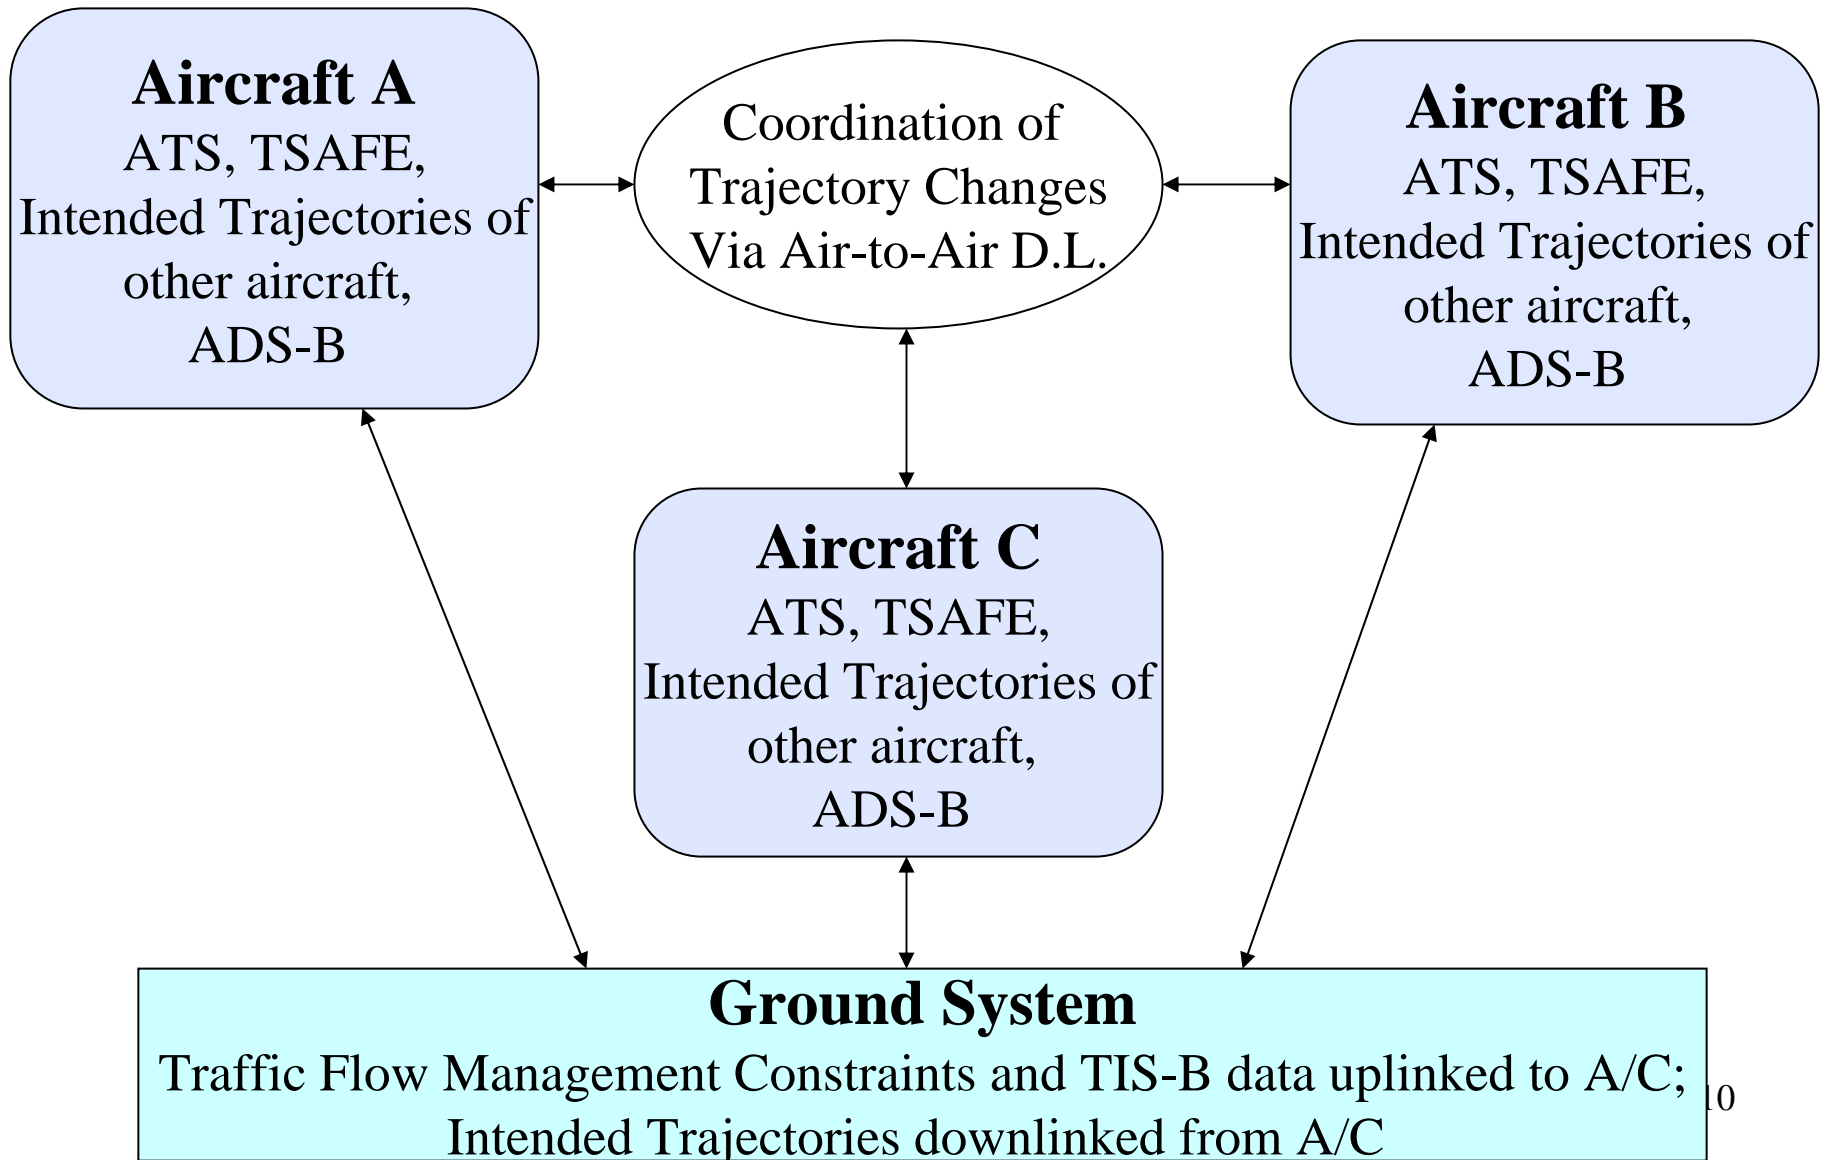 Aircraft A
ATS, TSAFE,
Intended Trajectories of
other aircraft,
ADS-B
Coordination of
Trajectory Changes
Via Air-to-Air D.L.
Aircraft B
ATS, TSAFE,
Intended Trajectories of
other aircraft,
ADS-B
Aircraft C
ATS, TSAFE,
Intended Trajectories of
other aircraft,
ADS-B
Ground System
Traffic Flow Management Constraints and TIS-B data uplinked to A/C;
Intended Trajectories downlinked from A/C
10